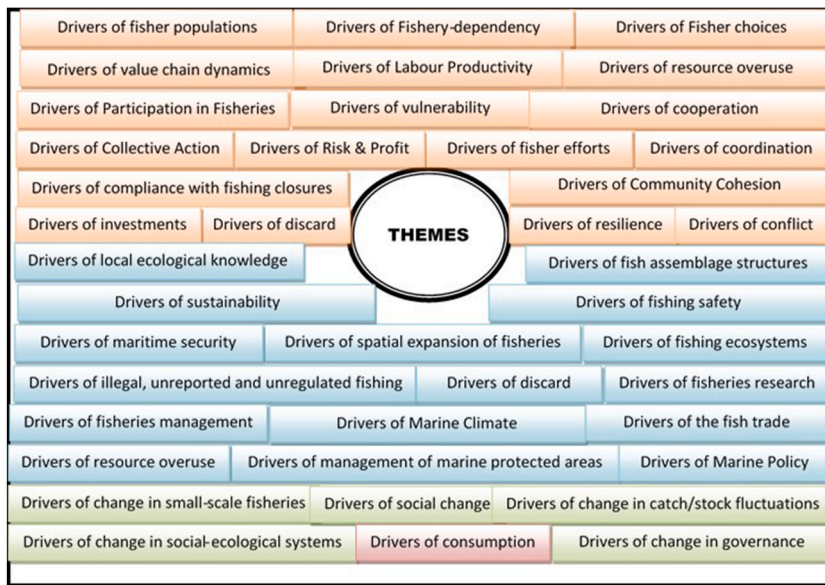 Drivers of fisher populations
Drivers of Fishery-dependency
Drivers of Fisher choices
Drivers of value chain dynamics
Drivers of Labour Productivity
Drivers of resource overuse
Drivers of Participation in Fisheries
Drivers of vulnerability
Drivers of cooperation
Drivers of Collective Action
Drivers of Risk & Profit
Drivers of fisher efforts
Drivers of coordination
Drivers of compliance with fishing closures
Drivers of Community Cohesion
Drivers of investments
Drivers of discard
THEMES
Drivers of resilience
Drivers of conflict
Drivers of local ecological knowledge
Drivers of fish assemblage structures
Drivers of sustainability
Drivers of fishing safety
Drivers of maritime security
Drivers of spatial expansion of fisheries
Drivers of fishing ecosystems
Drivers of illegal, unreported and unregulated fishing
Drivers of discard
Drivers of fisheries research
Drivers of fisheries management
Drivers of Marine Climate
Drivers of the fish trade
Drivers of resource overuse
Drivers of management of marine protected areas
Drivers of Marine Policy
Drivers of change in small-scale fisheries
Drivers of social change
Drivers of change in catch/stock fluctuations
Drivers of change in social-ecological systems
Drivers of consumption
Drivers of change in governance